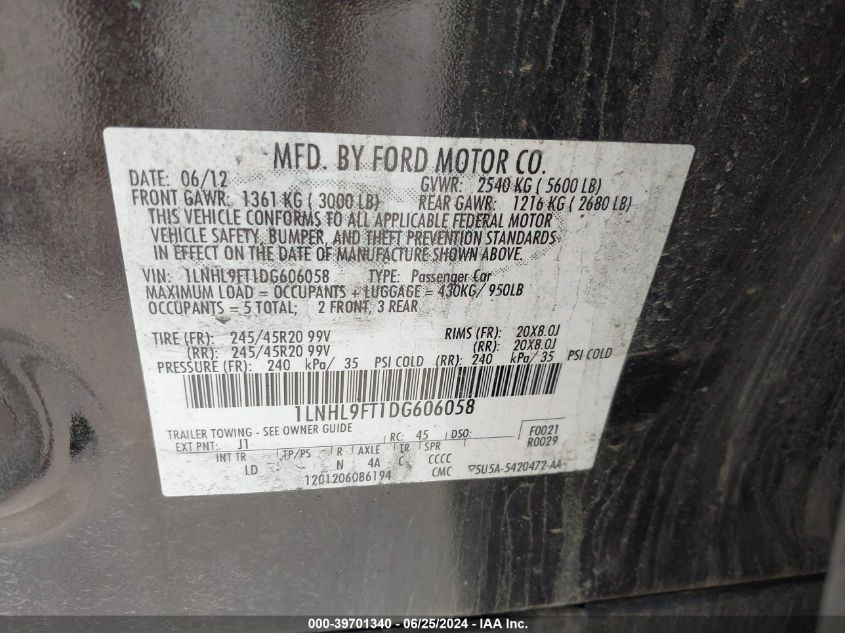 MFD. BY FORD MOTOR CO.
DATE: 06/12 GVWR: 2540 KG ( 5600 LB)
FRONT GAWR: 1361 KG ( 3000 LB) REAR GAWR: 1216 KG ( 2680 LB)
THIS VEHICLE CONFORMS TO ALL APPLICABLE FEDERAL MOTOR
VEHICLE SAFETY, BUMPER, AND THEFT PREVENTION STANDARDS
IN EFFECT ON THE DATE OF MANUFACTURE SHOWN ABOVE.
VIN: 1LNHL9FT1DG606058 TYPE: Passenger Car
MAXIMUM LOAD = OCCUPANTS + LUGGAGE = 430KG/ 950LB
OCCUPANTS = 5 TOTAL; 2 FRONT, 3 REAR
TIRE (FR): 245/45R20 99V RIMS (FR): 20X8.0J
(RR): 245/45R20 99V (RR): 20X8.0J
PRESSURE (FR): 240 kPa/ 35 PSI COLD (RR): 240 kPa/ 35 PSI COLD
1LNHL9FT1DG606058
TRAILER TOWING - SEE OWNER GUIDE
EXT PNT: J1 RC: 45 DSO: F0021
R0029
INT TR TP/PS R AXLE TR SPR
LD N 4A C CCCC
1201206086194 CMC ▽5U5A-5420472-AA
000-39701340 - 06/25/2024 - IAA Inc.